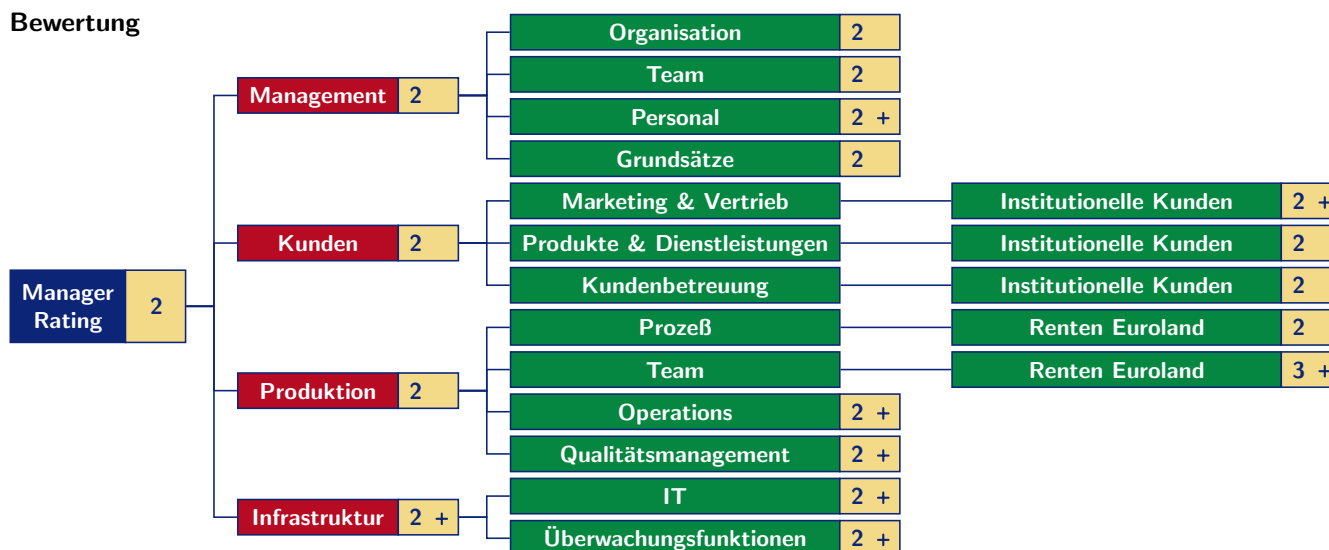 Bewertung
Organisation 2
Team 2
Management 2
Personal 2 +
Grundsätze 2
Marketing & Vertrieb Institutionelle Kunden 2 +
Kunden 2
Produkte & Dienstleistungen Institutionelle Kunden 2
Kundenbetreuung Institutionelle Kunden 2
Manager
Rating 2
Prozeß Renten Euroland 2
Team Renten Euroland 3 +
Produktion 2
Operations 2 +
Qualitätsmanagement 2 +
IT 2 +
Infrastruktur 2 +
Überwachungsfunktionen 2 +